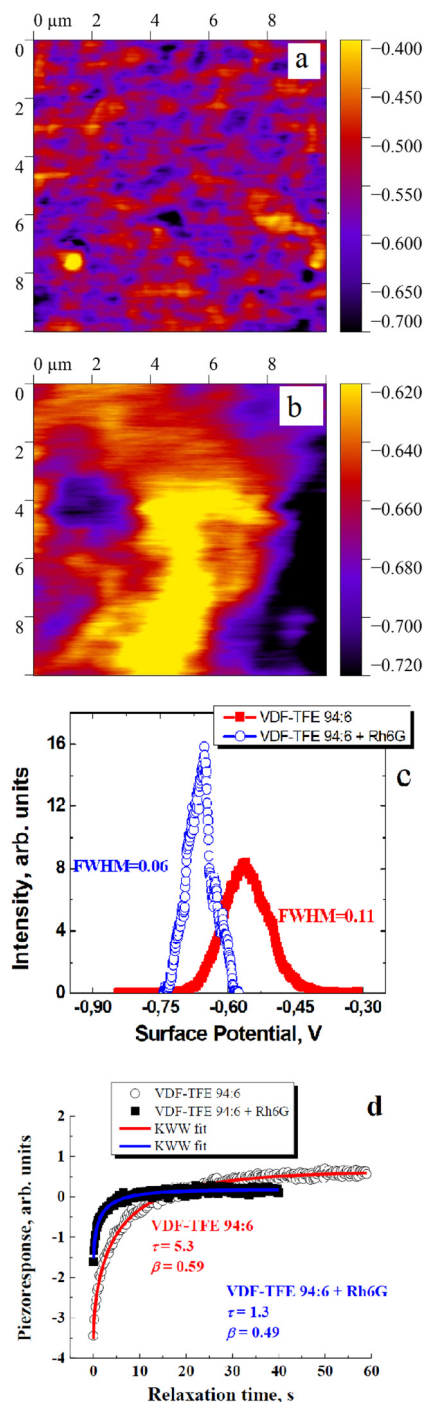 0 μm 2 4 6 8
a
0
2
4
6
8
−0.400
−0.450
−0.500
−0.550
−0.600
−0.650
−0.700
0 μm 2 4 6 8
b
0
2
4
6
8
−0.620
−0.640
−0.660
−0.680
−0.700
−0.720
VDF-TFE 94:6
VDF-TFE 94:6 + Rh6G
c
16
12
8
4
0
Intensity, arb. units
FWHM=0.06
FWHM=0.11
-0,90 -0,75 -0,60 -0,45 -0,30
Surface Potential, V
VDF-TFE 94:6
VDF-TFE 94:6 + Rh6G
KWW fit
KWW fit
d
2
1
0
-1
-2
-3
-4
Piezoresponse, arb. units
VDF-TFE 94:6
τ = 5.3
β = 0.59
VDF-TFE 94:6 + Rh6G
τ = 1.3
β = 0.49
0 10 20 30 40 50 60
Relaxation time, s